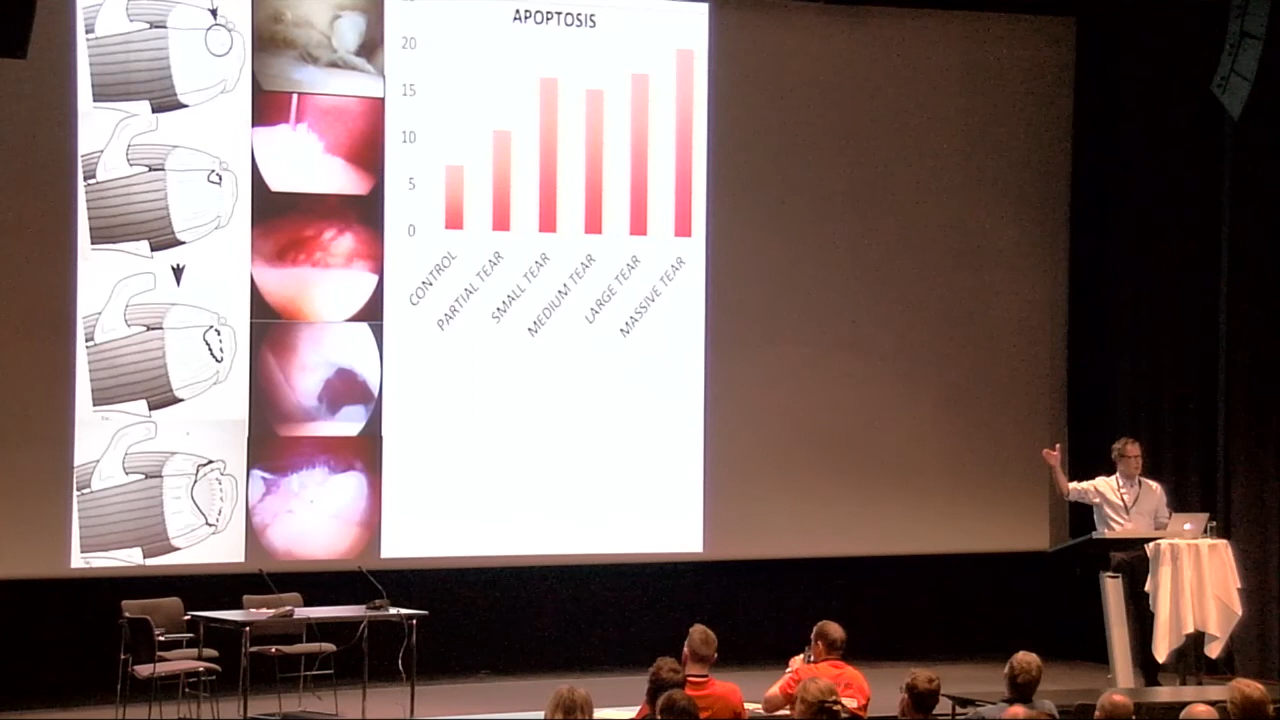 APOPTOSIS
20
15
10
5
0
CONTROL
PARTIAL TEAR
SMALL TEAR
MEDIUM TEAR
LARGE TEAR
MASSIVE TEAR